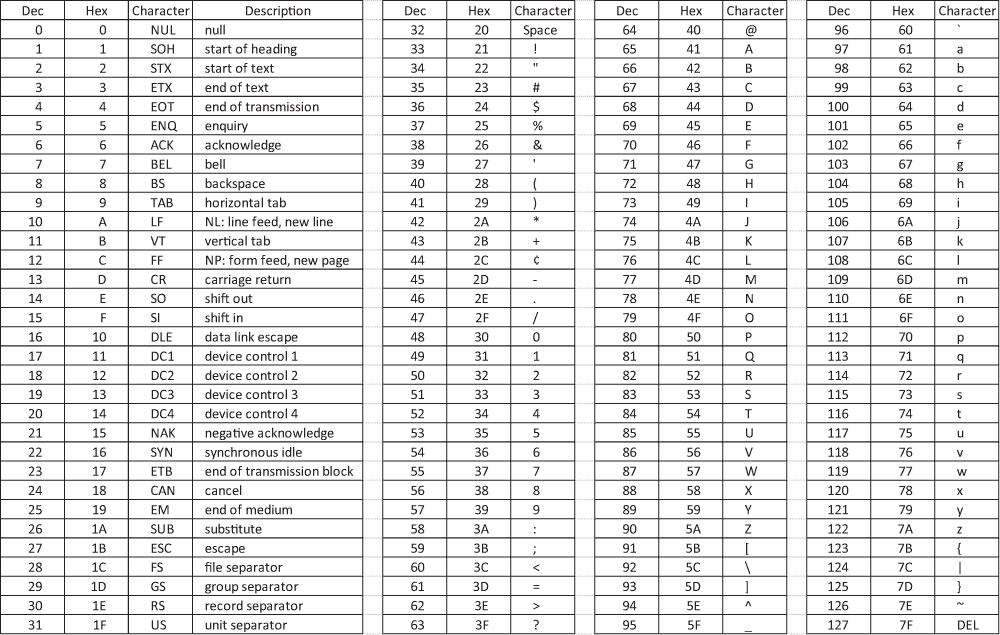 Dec Hex Character Description Dec Hex Character Dec Hex Character Dec Hex Character
0 0 NUL null 32 20 Space 64 40 @ 96 60 `
1 1 SOH start of heading 33 21 ! 65 41 A 97 61 a
2 2 STX start of text 34 22 " 66 42 B 98 62 b
3 3 ETX end of text 35 23 # 67 43 C 99 63 c
4 4 EOT end of transmission 36 24 $ 68 44 D 100 64 d
5 5 ENQ enquiry 37 25 % 69 45 E 101 65 e
6 6 ACK acknowledge 38 26 & 70 46 F 102 66 f
7 7 BEL bell 39 27 ' 71 47 G 103 67 g
8 8 BS backspace 40 28 ( 72 48 H 104 68 h
9 9 TAB horizontal tab 41 29 ) 73 49 I 105 69 i
10 A LF NL: line feed, new line 42 2A * 74 4A J 106 6A j
11 B VT vertical tab 43 2B + 75 4B K 107 6B k
12 C FF NP: form feed, new page 44 2C ¢ 76 4C L 108 6C l
13 D CR carriage return 45 2D - 77 4D M 109 6D m
14 E SO shift out 46 2E . 78 4E N 110 6E n
15 F SI shift in 47 2F / 79 4F O 111 6F o
16 10 DLE data link escape 48 30 0 80 50 P 112 70 p
17 11 DC1 device control 1 49 31 1 81 51 Q 113 71 q
18 12 DC2 device control 2 50 32 2 82 52 R 114 72 r
19 13 DC3 device control 3 51 33 3 83 53 S 115 73 s
20 14 DC4 device control 4 52 34 4 84 54 T 116 74 t
21 15 NAK negative acknowledge 53 35 5 85 55 U 117 75 u
22 16 SYN synchronous idle 54 36 6 86 56 V 118 76 v
23 17 ETB end of transmission block 55 37 7 87 57 W 119 77 w
24 18 CAN cancel 56 38 8 88 58 X 120 78 x
25 19 EM end of medium 57 39 9 89 59 Y 121 79 y
26 1A SUB substitute 58 3A : 90 5A Z 122 7A z
27 1B ESC escape 59 3B ; 91 5B [ 123 7B {
28 1C FS file separator 60 3C < 92 5C \ 124 7C |
29 1D GS group separator 61 3D = 93 5D ] 125 7D }
30 1E RS record separator 62 3E > 94 5E ^ 126 7E ~
31 1F US unit separator 63 3F ? 95 5F _ 127 7F DEL